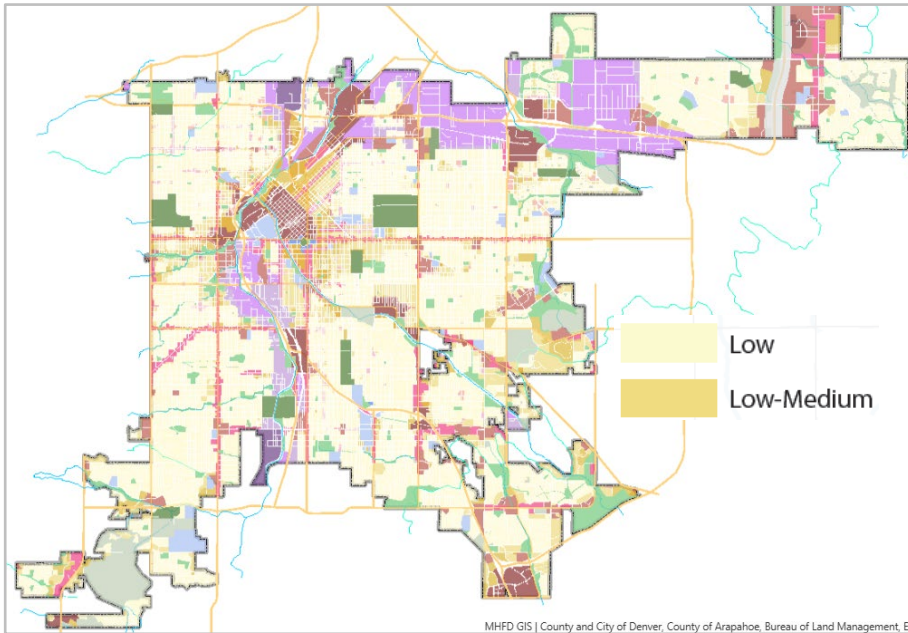 Low
Low-Medium
MHFD GIS | County and City of Denver, County of Arapahoe, Bureau of Land Management, E